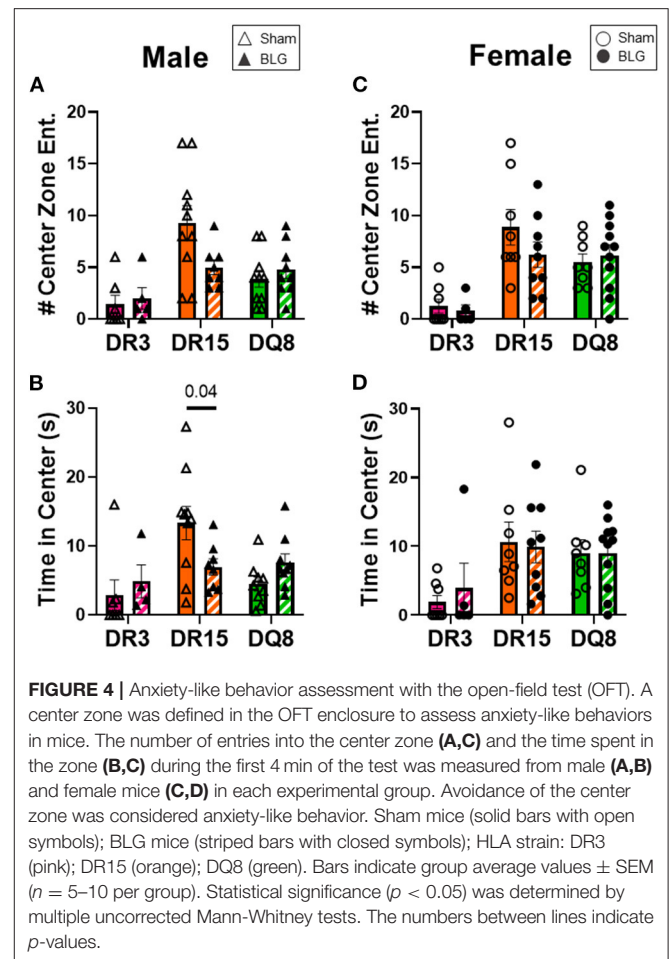 Male
△ Sham
▲ BLG
Female
○ Sham
● BLG
A
# Center Zone Ent.
20
15
10
5
0
DR3 DR15 DQ8
C
# Center Zone Ent.
20
15
10
5
0
DR3 DR15 DQ8
B
Time in Center (s)
30
20
10
0
0.04
DR3 DR15 DQ8
D
Time in Center (s)
30
20
10
0
DR3 DR15 DQ8
FIGURE 4 | Anxiety-like behavior assessment with the open-field test (OFT). A
center zone was defined in the OFT enclosure to assess anxiety-like behaviors
in mice. The number of entries into the center zone (A,C) and the time spent in
the zone (B,C) during the first 4 min of the test was measured from male (A,B)
and female mice (C,D) in each experimental group. Avoidance of the center
zone was considered anxiety-like behavior. Sham mice (solid bars with open
symbols); BLG mice (striped bars with closed symbols); HLA strain: DR3
(pink); DR15 (orange); DQ8 (green). Bars indicate group average values ± SEM
(n = 5–10 per group). Statistical significance (p < 0.05) was determined by
multiple uncorrected Mann-Whitney tests. The numbers between lines indicate
p-values.